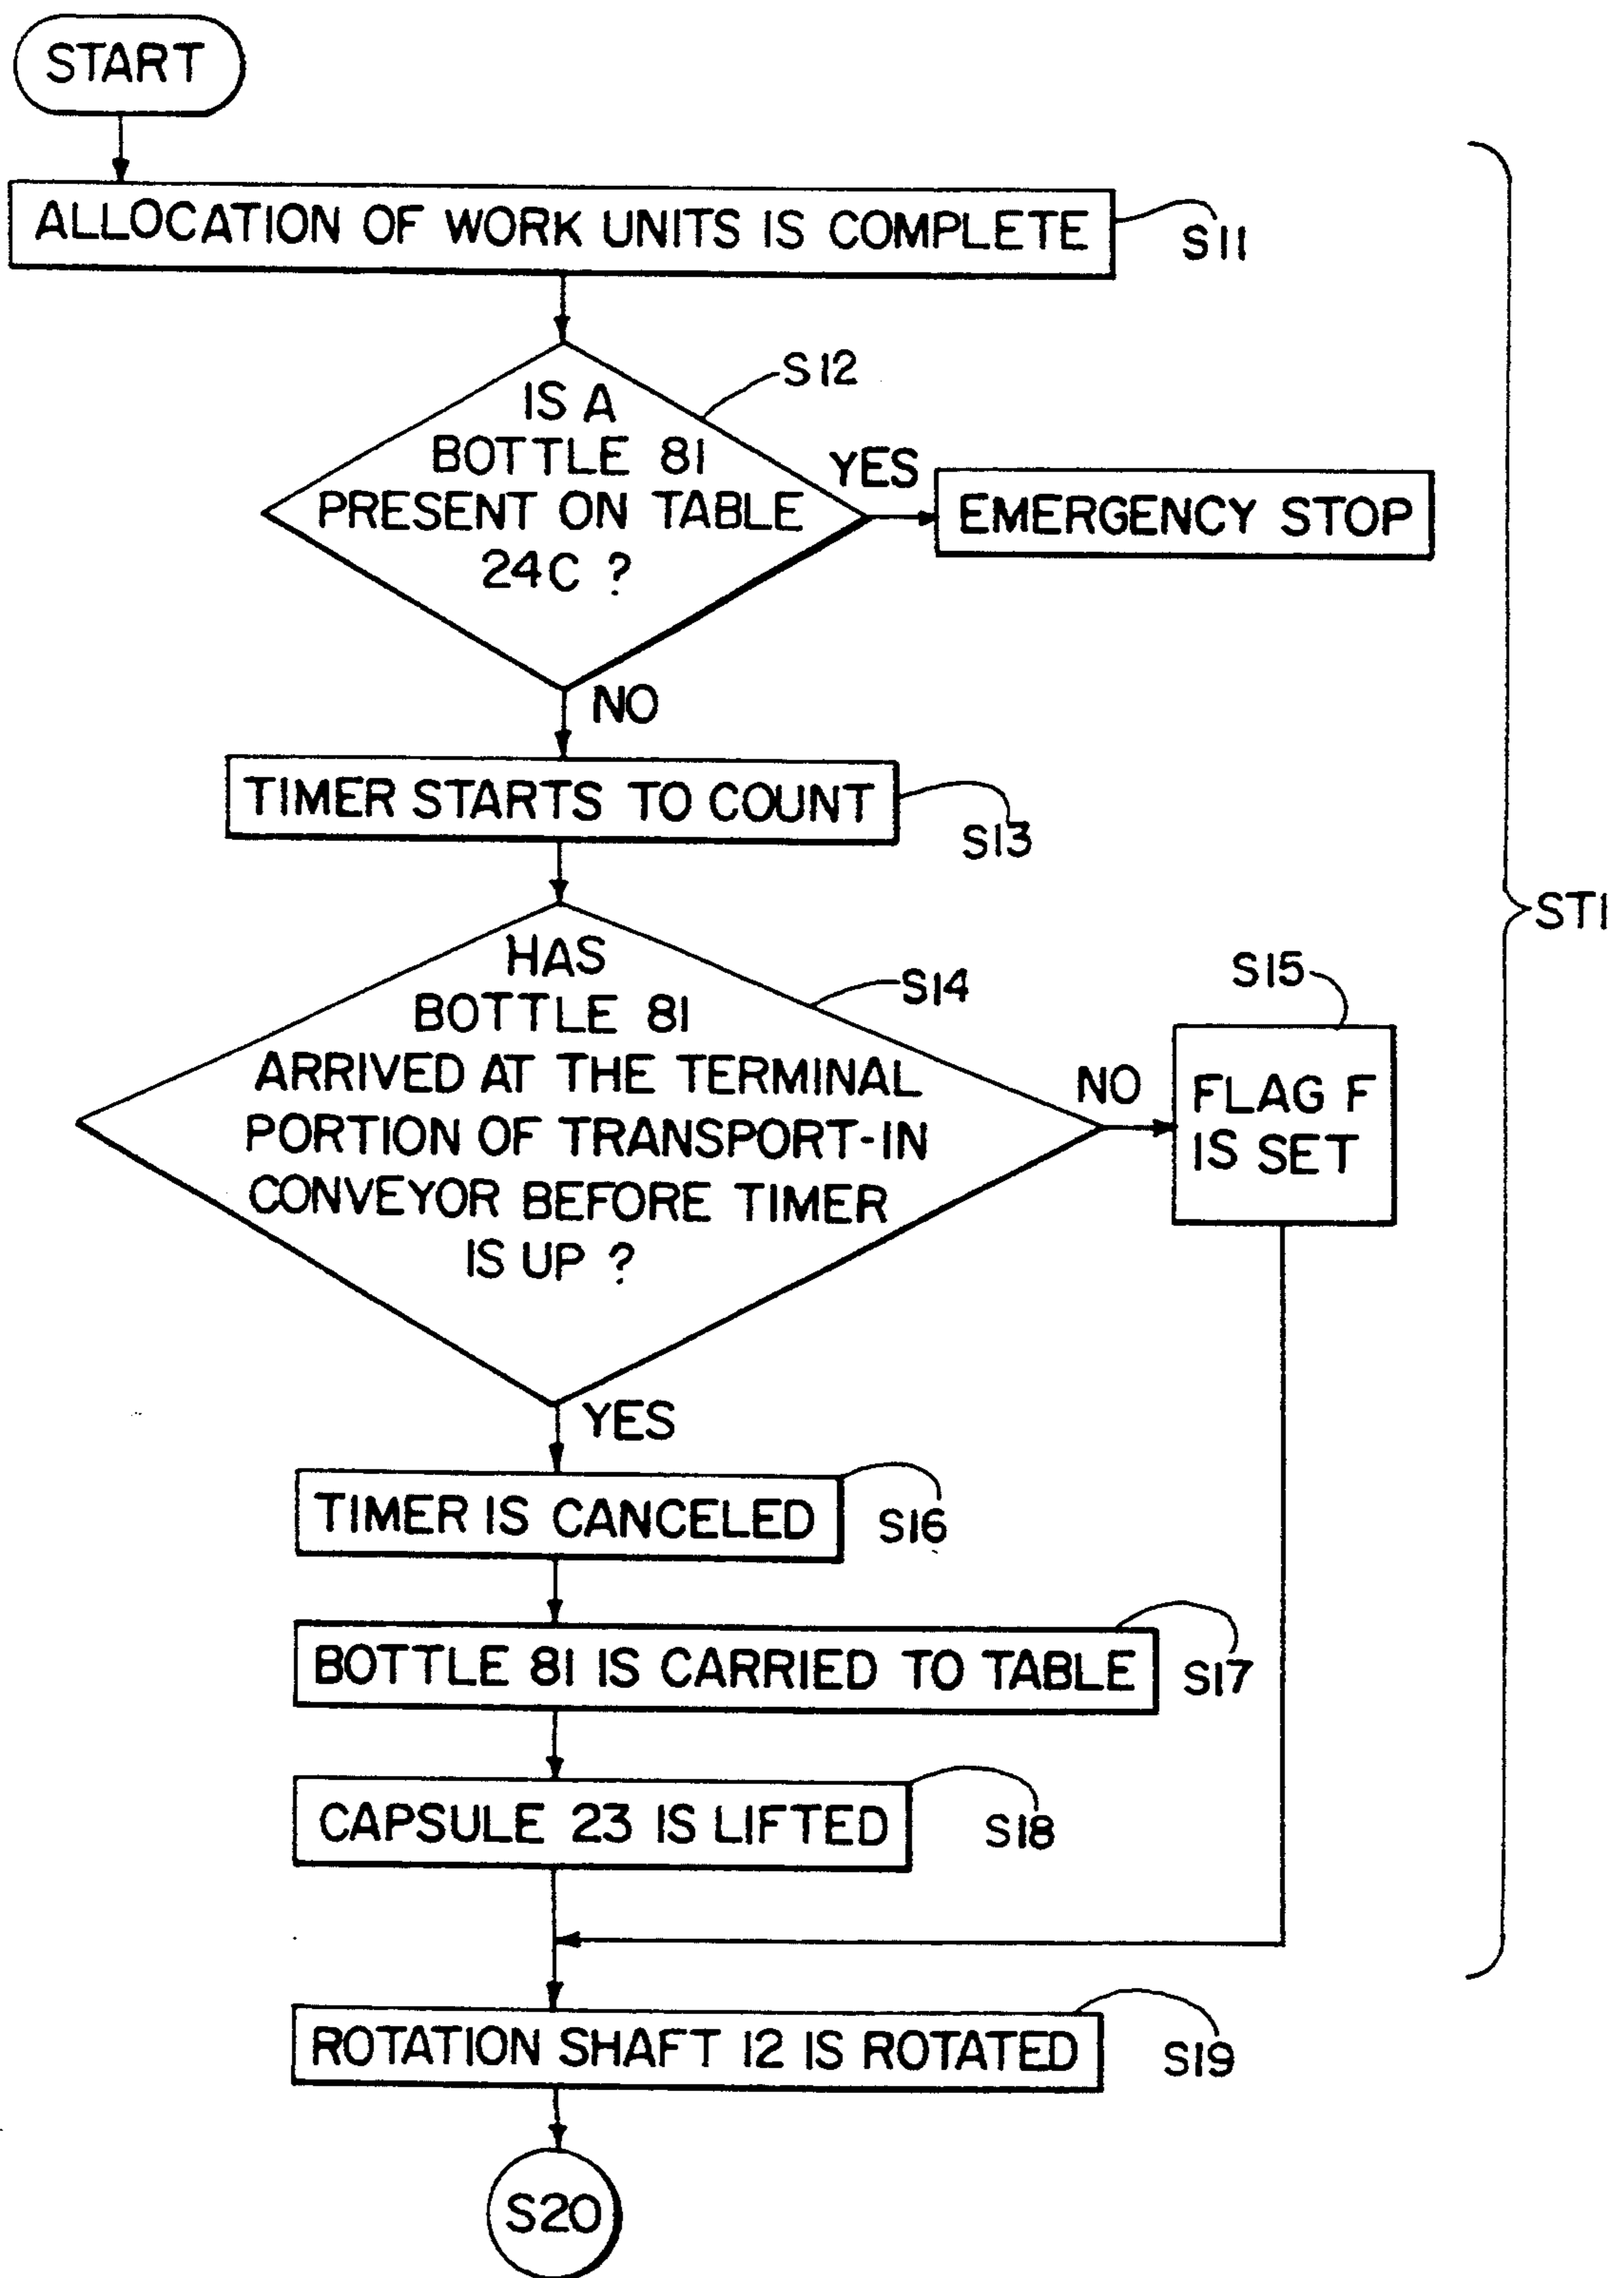 START
ALLOCATION OF WORK UNITS IS COMPLETE
S11
S12
IS A
BOTTLE 81
PRESENT ON TABLE
24C ?
YES
EMERGENCY STOP
NO
TIMER STARTS TO COUNT
S13
ST1
HAS
BOTTLE 81
ARRIVED AT THE TERMINAL
PORTION OF TRANSPORT-IN
CONVEYOR BEFORE TIMER
IS UP ?
S14
NO
S15
FLAG F
IS SET
YES
TIMER IS CANCELED
S16
BOTTLE 81 IS CARRIED TO TABLE
S17
CAPSULE 23 IS LIFTED
S18
ROTATION SHAFT 12 IS ROTATED
S19
S20